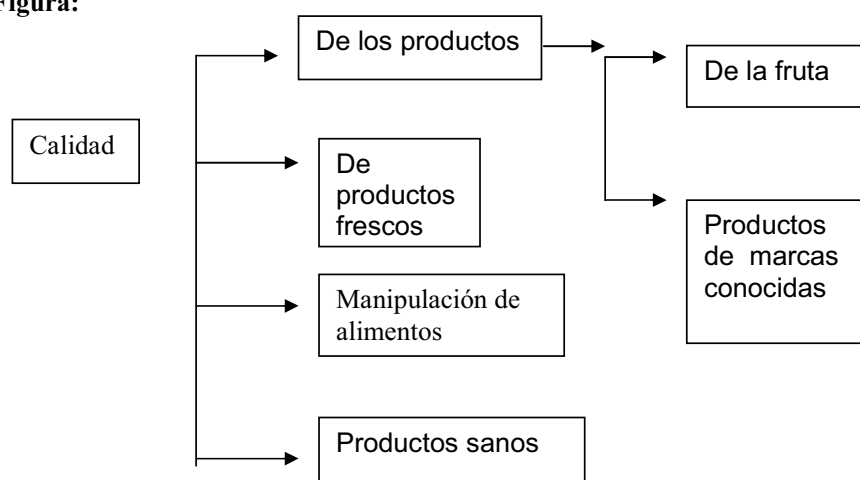 Figura:
De los productos
De la fruta
Calidad
De
productos
frescos
Productos
de marcas
conocidas
Manipulación de
alimentos
Productos sanos